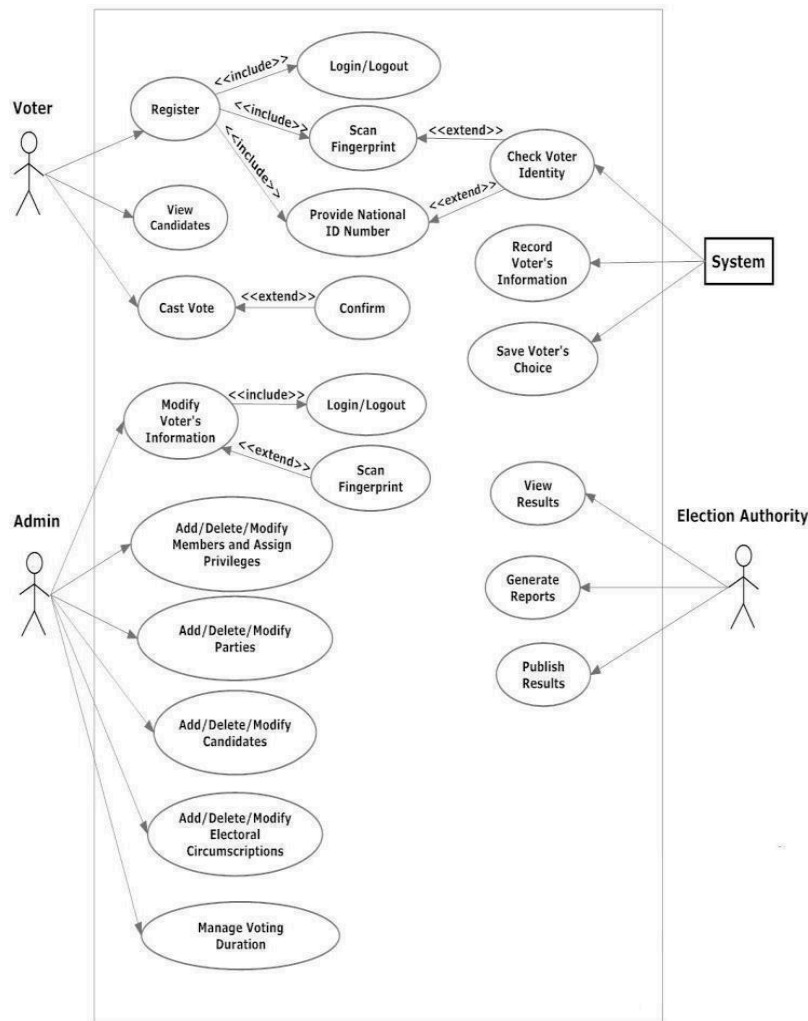 Voter
Register
<<include>>
Login/Logout
<<include>>
Scan
Fingerprint
<<include>>
Provide National
ID Number
<<extend>>
<<extend>>
Check Voter
Identity
View
Candidates
Record
Voter's
Information
System
Cast Vote
<<extend>>
Confirm
Save Voter's
Choice
Modify
Voter's
Information
<<include>>
Login/Logout
<<extend>>
Scan
Fingerprint
Admin
View
Results
Election Authority
Add/Delete/Modify
Members and Assign
Privileges
Generate
Reports
Add/Delete/Modify
Parties
Publish
Results
Add/Delete/Modify
Candidates
Add/Delete/Modify
Electoral
Circumscriptions
Manage Voting
Duration